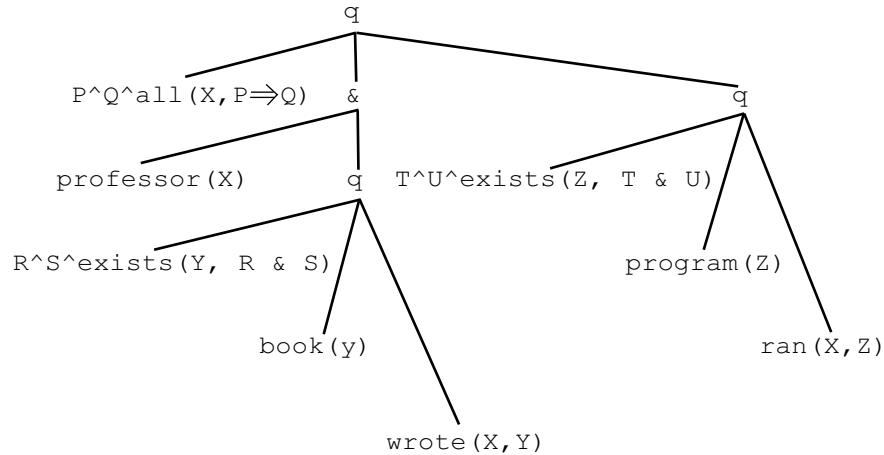 q
P^Q^all(X,P⇒Q) & q
professor(X) q T^U^exists(Z, T & U)
R^S^exists(Y, R & S) program(Z)
book(y) ran(X,Z)
wrote(X,Y)